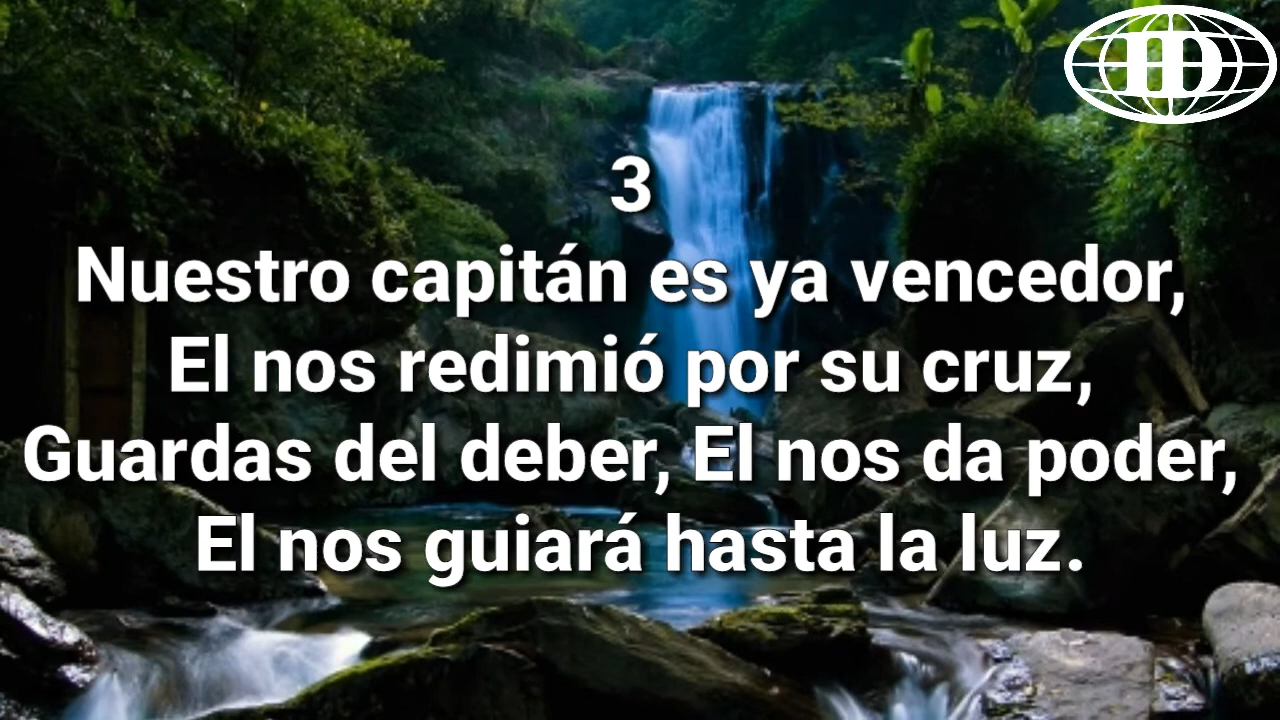 ID
3
Nuestro capitán es ya vencedor,
El nos redimió por su cruz,
Guardas del deber, El nos da poder,
El nos guiará hasta la luz.